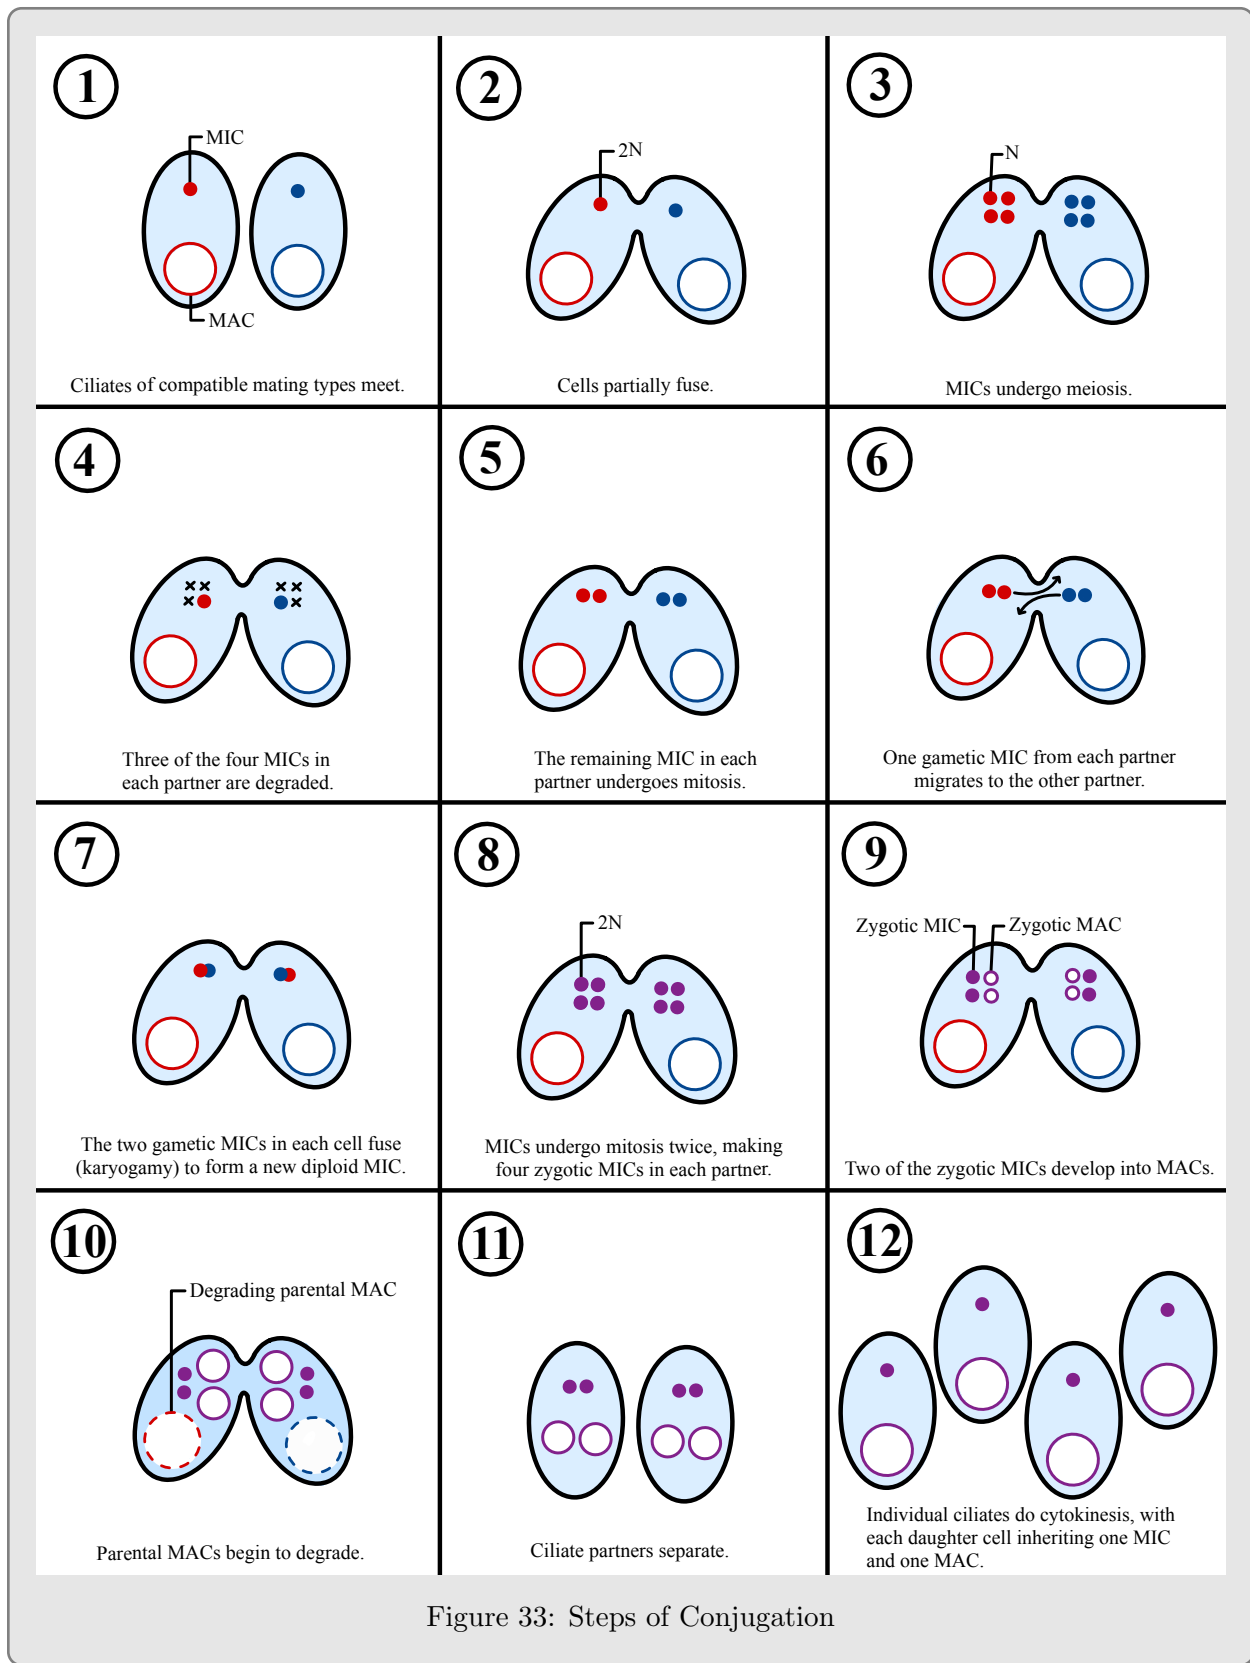 1
MIC
MAC
Ciliates of compatible mating types meet.
2
2N
Cells partially fuse.
3
N
MICs undergo meiosis.
4
Three of the four MICs in
each partner are degraded.
5
The remaining MIC in each
partner undergoes mitosis.
6
One gametic MIC from each partner
migrates to the other partner.
7
The two gametic MICs in each cell fuse
(karyogamy) to form a new diploid MIC.
8
2N
MICs undergo mitosis twice, making
four zygotic MICs in each partner.
9
Zygotic MIC
Zygotic MAC
Two of the zygotic MICs develop into MACs.
10
Degrading parental MAC
Parental MACs begin to degrade.
11
Ciliate partners separate.
12
Individual ciliates do cytokinesis, with
each daughter cell inheriting one MIC
and one MAC.
Figure 33: Steps of Conjugation